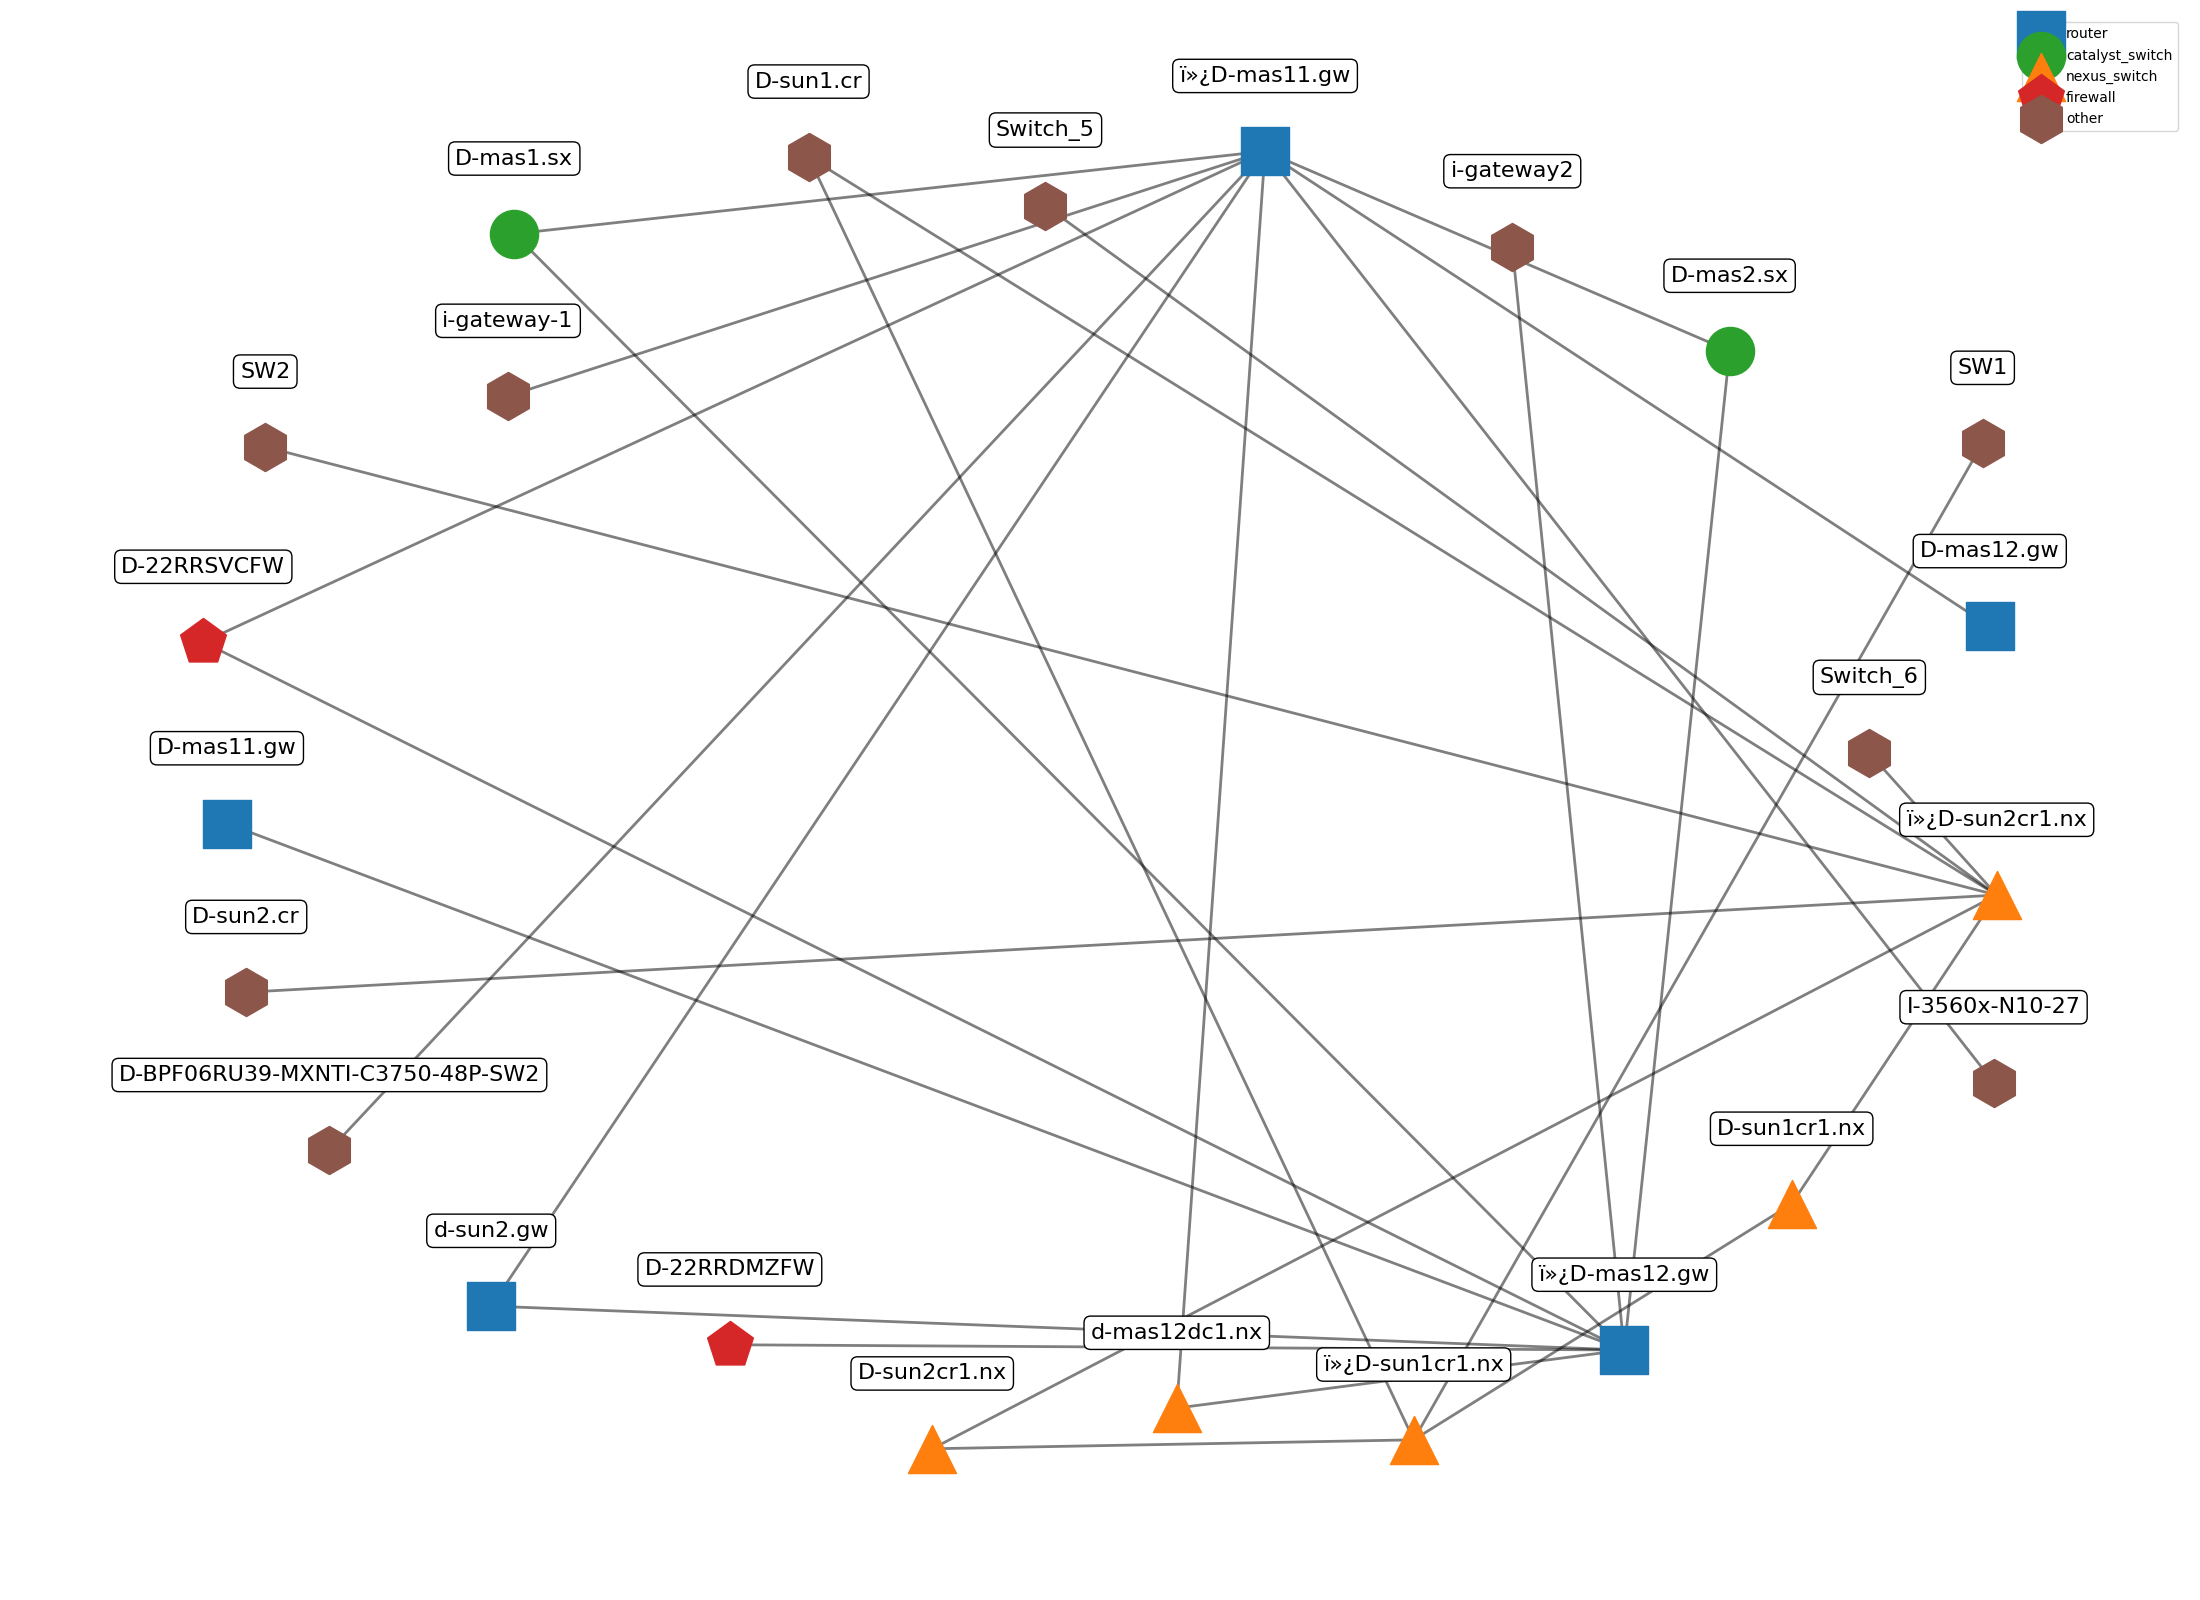 router
catalyst_switch
nexus_switch
firewall
other
D-sun1.cr
ï»¿D-mas11.gw
Switch_5
D-mas1.sx
i-gateway2
D-mas2.sx
i-gateway-1
SW2
SW1
D-22RRSVCFW
D-mas12.gw
Switch_6
D-mas11.gw
ï»¿D-sun2cr1.nx
D-sun2.cr
I-3560x-N10-27
D-BPF06RU39-MXNTI-C3750-48P-SW2
D-sun1cr1.nx
d-sun2.gw
D-22RRDMZFW
ï»¿D-mas12.gw
d-mas12dc1.nx
ï»¿D-sun1cr1.nx
D-sun2cr1.nx